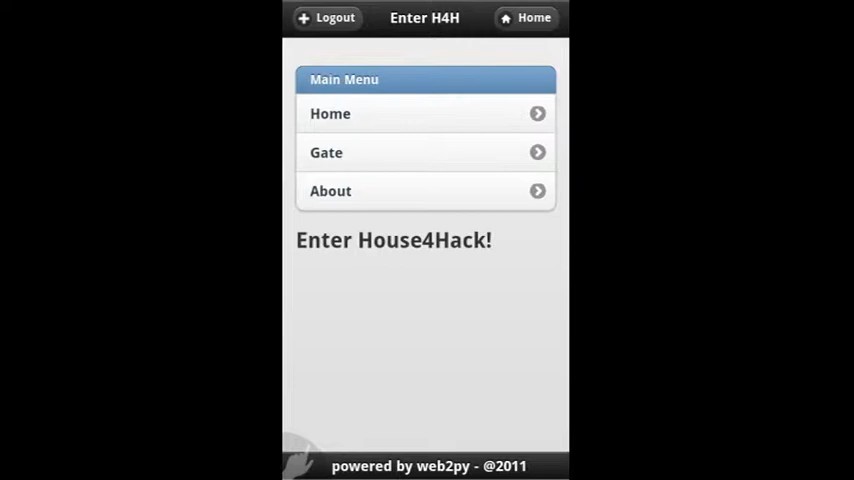 Logout Enter H4H Home
Main Menu
Home
Gate
About
Enter House4Hack!
powered by web2py - @2011